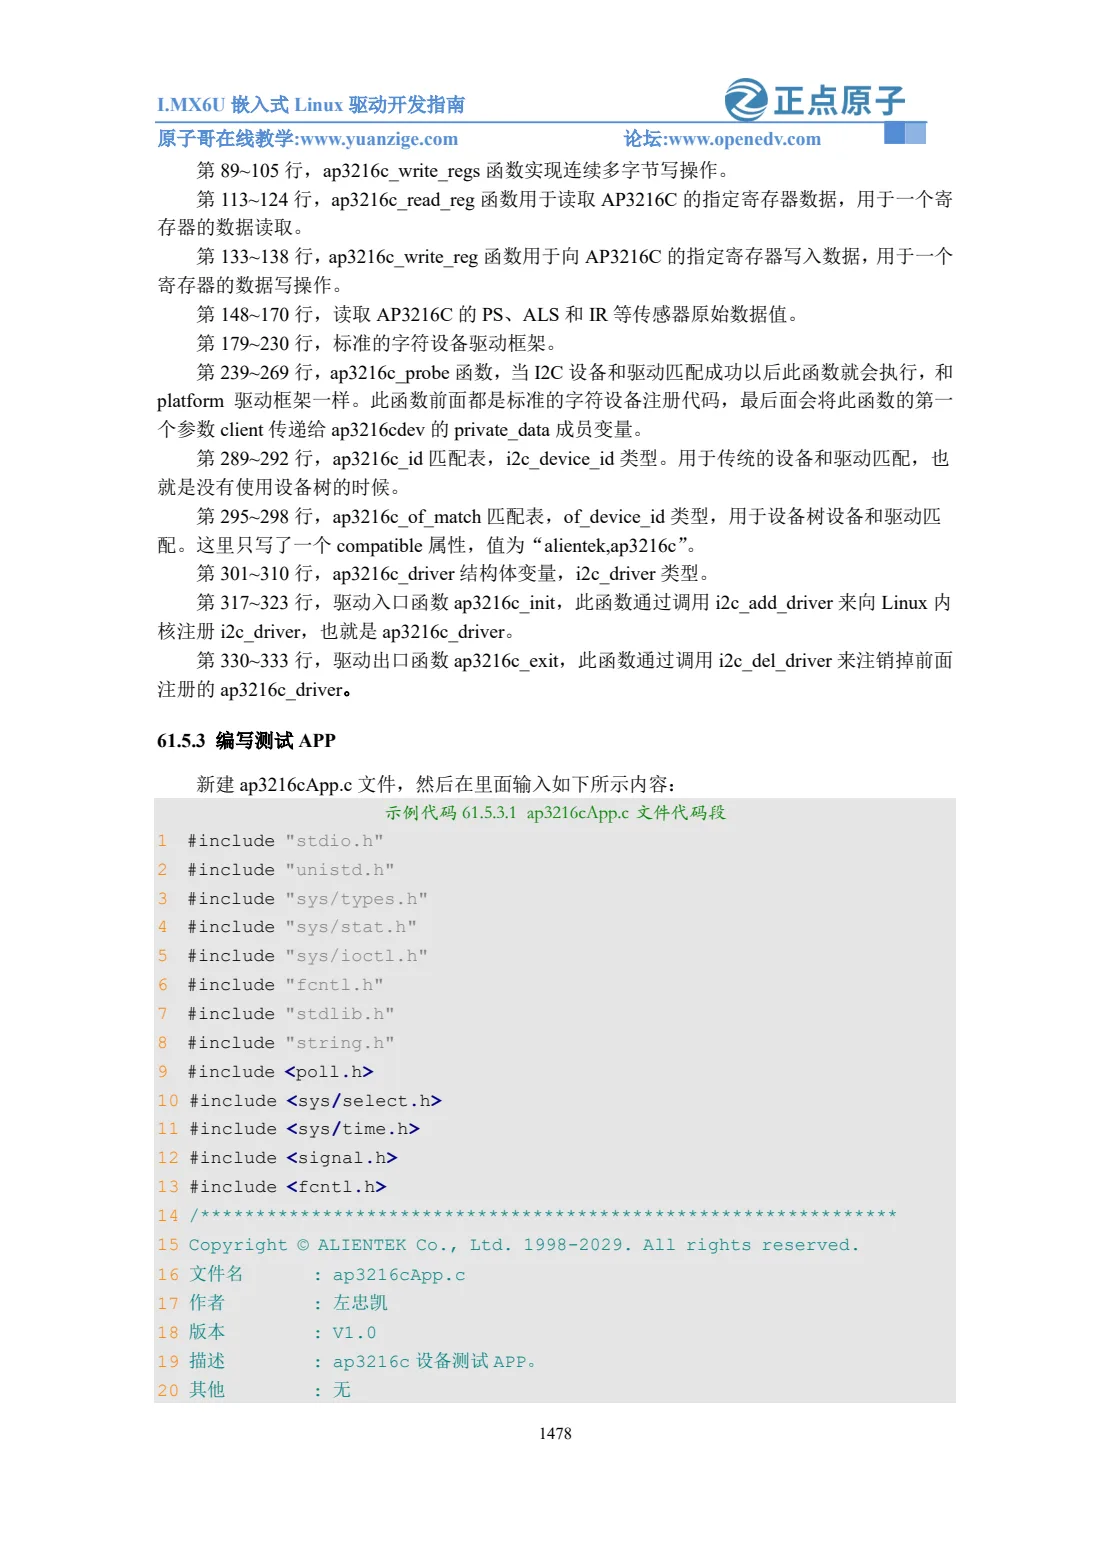 I.MX6U 嵌入式 Linux 驱动开发指南
正点原子
原子哥在线教学:www.yuanzige.com 论坛:www.openedv.com
第 89~105 行，ap3216c_write_regs 函数实现连续多字节写操作。
第 113~124 行，ap3216c_read_reg 函数用于读取 AP3216C 的指定寄存器数据，用于一个寄
存器的数据读取。
第 133~138 行，ap3216c_write_reg 函数用于向 AP3216C 的指定寄存器写入数据，用于一个
寄存器的数据写操作。
第 148~170 行，读取 AP3216C 的 PS、ALS 和 IR 等传感器原始数据值。
第 179~230 行，标准的字符设备驱动框架。
第 239~269 行，ap3216c_probe 函数，当 I2C 设备和驱动匹配成功以后此函数就会执行，和
platform 驱动框架一样。此函数前面都是标准的字符设备注册代码，最后面会将此函数的第一
个参数 client 传递给 ap3216cdev 的 private_data 成员变量。
第 289~292 行，ap3216c_id 匹配表，i2c_device_id 类型。用于传统的设备和驱动匹配，也
就是没有使用设备树的时候。
第 295~298 行，ap3216c_of_match 匹配表，of_device_id 类型，用于设备树设备和驱动匹
配。这里只写了一个 compatible 属性，值为“alientek,ap3216c”。
第 301~310 行，ap3216c_driver 结构体变量，i2c_driver 类型。
第 317~323 行，驱动入口函数 ap3216c_init，此函数通过调用 i2c_add_driver 来向 Linux 内
核注册 i2c_driver，也就是 ap3216c_driver。
第 330~333 行，驱动出口函数 ap3216c_exit，此函数通过调用 i2c_del_driver 来注销掉前面
注册的 ap3216c_driver。
61.5.3 编写测试 APP
新建 ap3216cApp.c 文件，然后在里面输入如下所示内容：
示例代码 61.5.3.1 ap3216cApp.c 文件代码段
1 #include "stdio.h"
2 #include "unistd.h"
3 #include "sys/types.h"
4 #include "sys/stat.h"
5 #include "sys/ioctl.h"
6 #include "fcntl.h"
7 #include "stdlib.h"
8 #include "string.h"
9 #include <poll.h>
10 #include <sys/select.h>
11 #include <sys/time.h>
12 #include <signal.h>
13 #include <fcntl.h>
14 /***************************************************************
15 Copyright © ALIENTEK Co., Ltd. 1998-2029. All rights reserved.
16 文件名 : ap3216cApp.c
17 作者 : 左忠凯
18 版本 : V1.0
19 描述 : ap3216c 设备测试 APP。
20 其他 : 无
1478